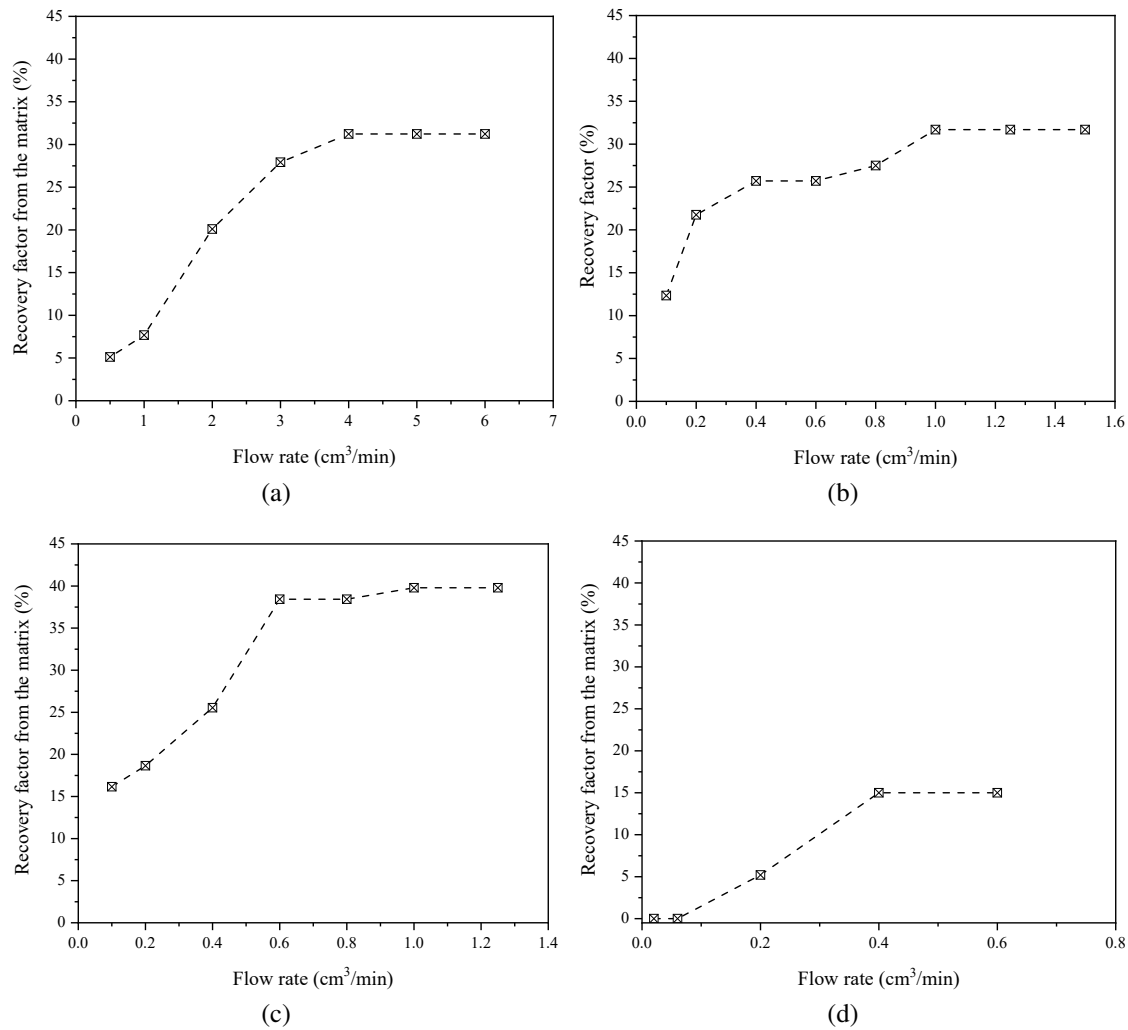 45
40
35
30
25
20
15
10
5
0
Recovery factor from the matrix (%)
0 1 2 3 4 5 6 7
Flow rate (cm³/min)
(a)
45
40
35
30
25
20
15
10
5
0
Recovery factor (%)
0.0 0.2 0.4 0.6 0.8 1.0 1.2 1.4 1.6
Flow rate (cm³/min)
(b)
45
40
35
30
25
20
15
10
5
0
Recovery factor from the matrix (%)
0.0 0.2 0.4 0.6 0.8 1.0 1.2 1.4
Flow rate (cm³/min)
(c)
45
40
35
30
25
20
15
10
5
0
Recovery factor from the matrix (%)
0.0 0.2 0.4 0.6 0.8
Flow rate (cm³/min)
(d)